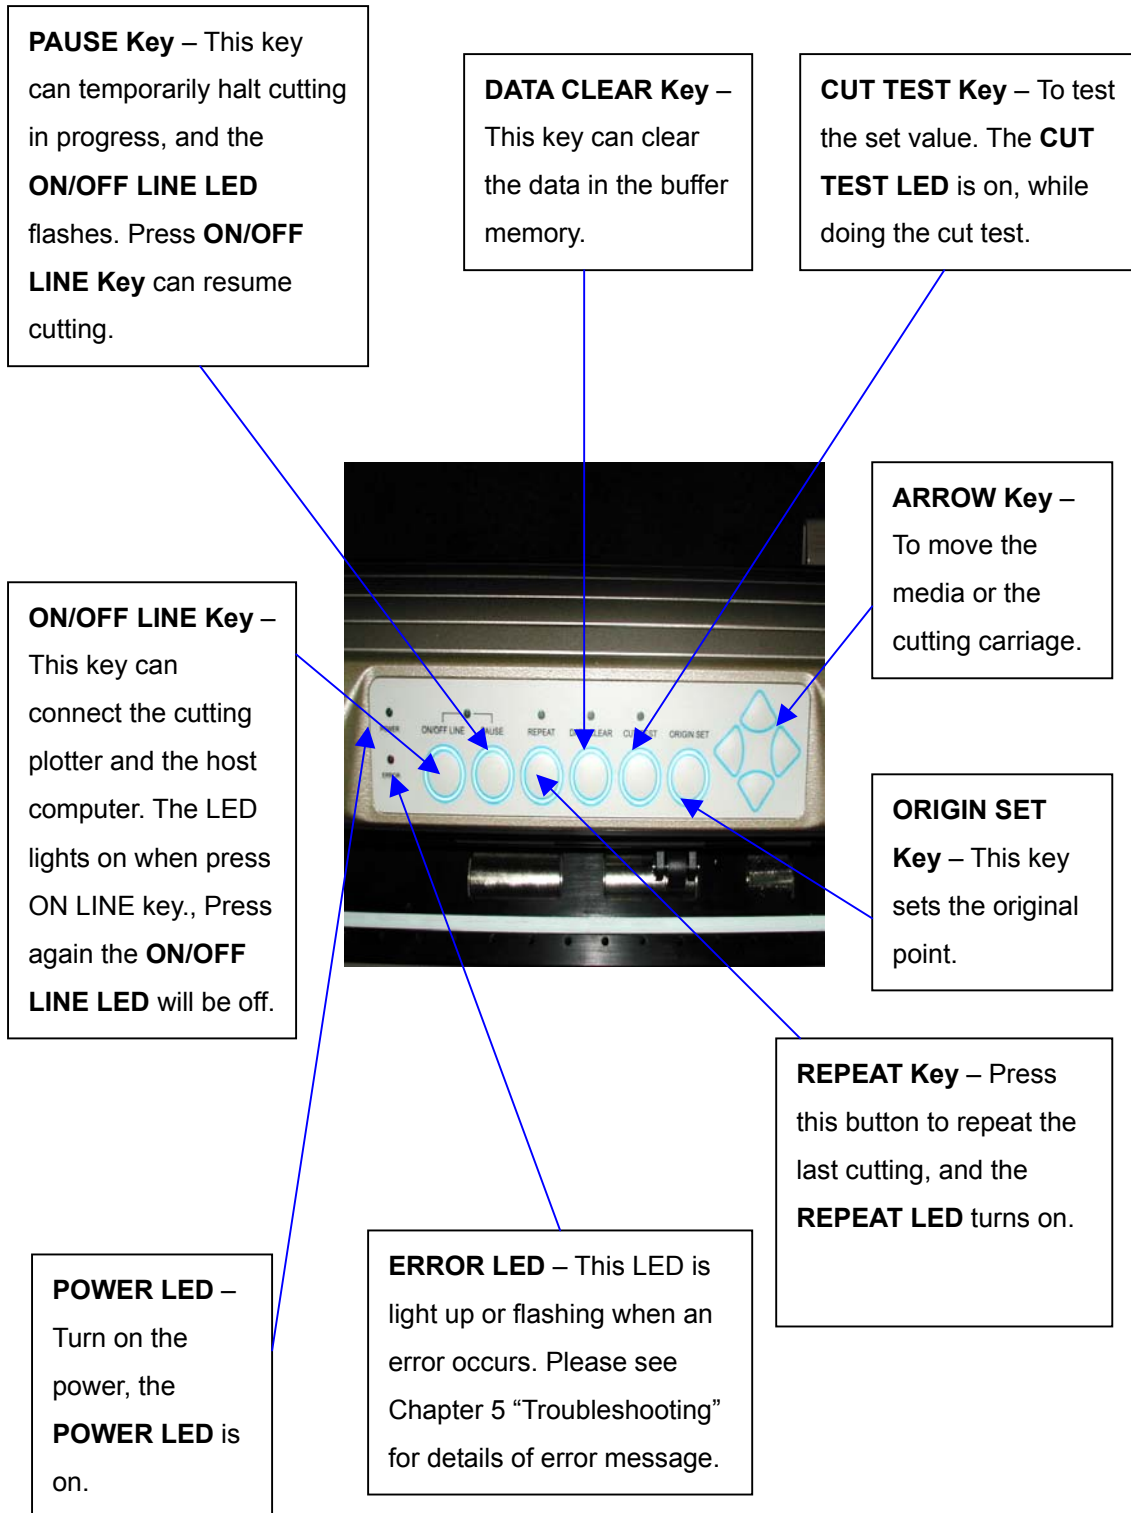 PAUSE Key – This key
can temporarily halt cutting
in progress, and the
ON/OFF LINE LED
flashes. Press ON/OFF
LINE Key can resume
cutting.
DATA CLEAR Key –
This key can clear
the data in the buffer
memory.
CUT TEST Key – To test
the set value. The CUT
TEST LED is on, while
doing the cut test.
ARROW Key –
To move the
media or the
cutting carriage.
ON/OFF LINE Key –
This key can
connect the cutting
plotter and the host
computer. The LED
lights on when press
ON LINE key., Press
again the ON/OFF
LINE LED will be off.
POWER
ERROR
ON/OFF LINE
PAUSE
REPEAT
DATA CLEAR
CUT TEST
ORIGIN SET
ORIGIN SET
Key – This key
sets the original
point.
REPEAT Key – Press
this button to repeat the
last cutting, and the
REPEAT LED turns on.
ERROR LED – This LED is
light up or flashing when an
error occurs. Please see
Chapter 5 “Troubleshooting”
for details of error message.
POWER LED –
Turn on the
power, the
POWER LED is
on.